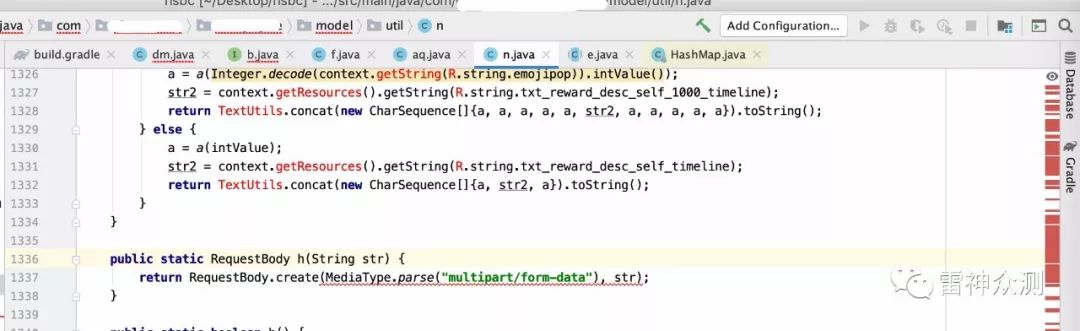 hsbc [~/Desktop/hsbc] - .../src/main/java/com/ model/util/n.java
java com model util n Add Configuration...
build.gradle dm.java b.java f.java aq.java n.java e.java HashMap.java
1326 a = a(Integer.decode(context.getString(R.string.emojipop)).intValue());
1327 str2 = context.getResources().getString(R.string.txt_reward_desc_self_1000_timeline);
1328 return TextUtils.concat(new CharSequence[]{a, a, a, a, a, str2, a, a, a, a, a}).toString();
1329 } else {
1330 a = a(intValue);
1331 str2 = context.getResources().getString(R.string.txt_reward_desc_self_timeline);
1332 return TextUtils.concat(new CharSequence[]{a, str2, a}).toString();
1333 }
1334 }
1335
1336 public static RequestBody h(String str) {
1337 return RequestBody.create(MediaType.parse("multipart/form-data"), str);
1338 }
1339
1340 public static boolean h() {
Database
Gradle
雷神众测